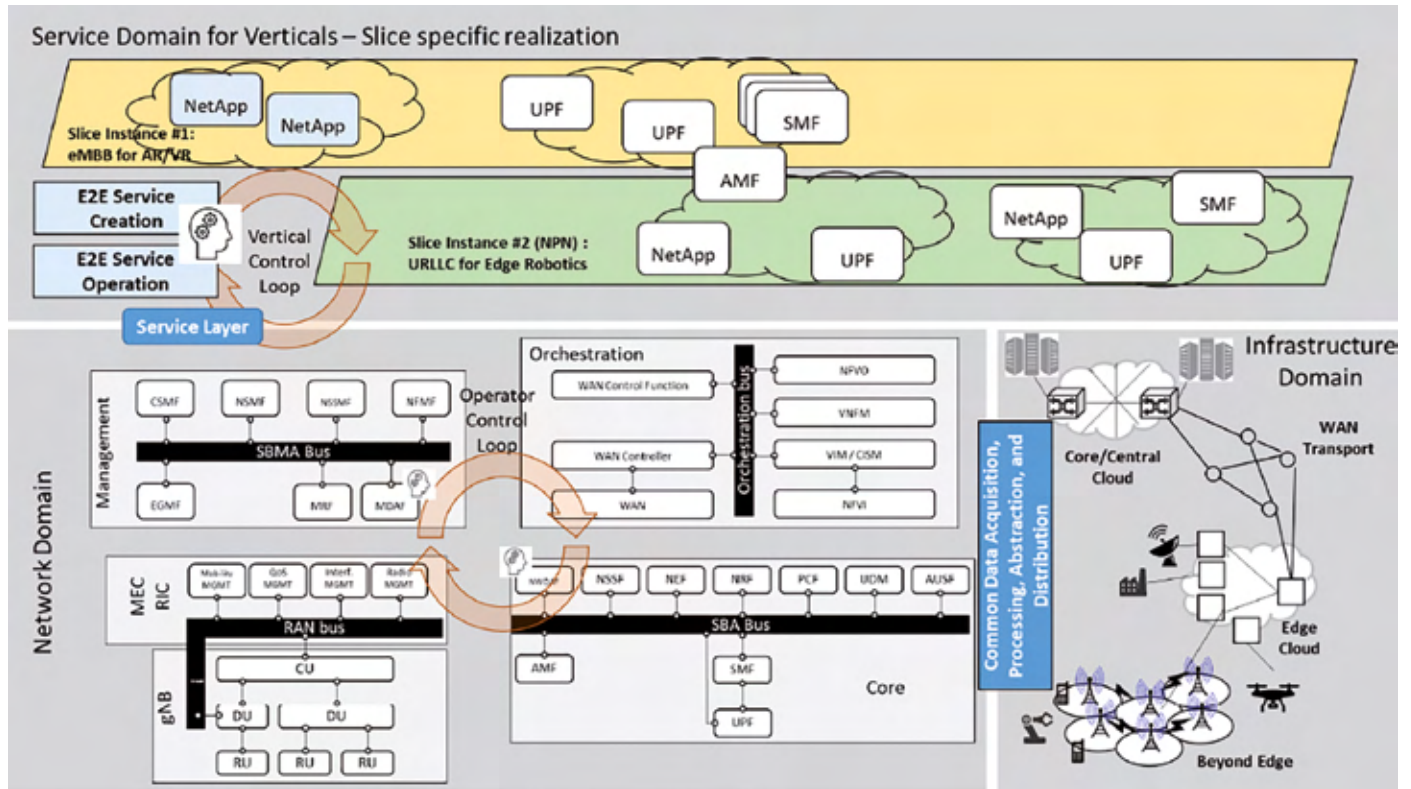 Service Domain for Verticals – Slice specific realization
NetApp
NetApp
UPF
UPF
SMF
Slice Instance #1:
eMBB for AR/VR
AMF
E2E Service
Creation
E2E Service
Operation
Vertical
Control
Loop
Slice Instance #2 (NPN) :
URLLC for Edge Robotics
NetApp
UPF
NetApp
SMF
UPF
Service Layer
Network Domain
Management
CSMF
NSMF
NSSMF
NFMF
SBMA Bus
EGMF
MRF
MDAF
Operator
Control
Loop
Orchestration
WAN Control Function
WAN Controller
WAN
Orchestration bus
NFVO
VNFM
VIM / CISM
NFVI
MEC
RIC
Mobility
MGMT
QoS
MGMT
Interf.
MGMT
Radio
MGMT
RAN bus
gNB
CU
DU
DU
RU
RU
RU
NWDAF
NSSF
NEF
NRF
PCF
UDM
AUSF
SBA Bus
AMF
SMF
UPF
Core
Common Data Acquisition,
Processing, Abstraction, and
Distribution
Infrastructure
Domain
WAN
Transport
Core/Central
Cloud
Edge
Cloud
Beyond Edge